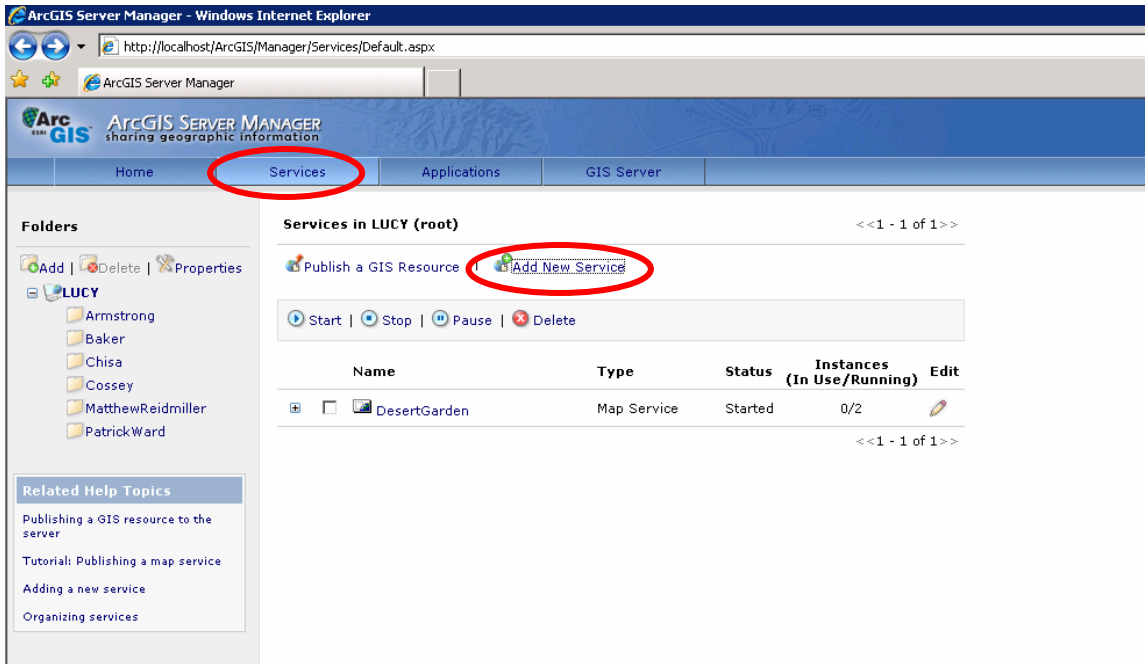 ArcGIS Server Manager - Windows Internet Explorer
http://localhost/ArcGIS/Manager/Services/Default.aspx
ArcGIS Server Manager
Arc GIS
ESRI
ArcGIS Server Manager
sharing geographic information
Home Services Applications GIS Server
Folders
Add | Delete | Properties
LUCY
Armstrong
Baker
Chisa
Cossey
MatthewReidmiller
PatrickWard
Related Help Topics
Publishing a GIS resource to the
server
Tutorial: Publishing a map service
Adding a new service
Organizing services
Services in LUCY (root) <<1 - 1 of 1>>
Publish a GIS Resource | Add New Service
Start | Stop | Pause | Delete
Name Type Status Instances (In Use/Running) Edit
DesertGarden Map Service Started 0/2
<<1 - 1 of 1>>